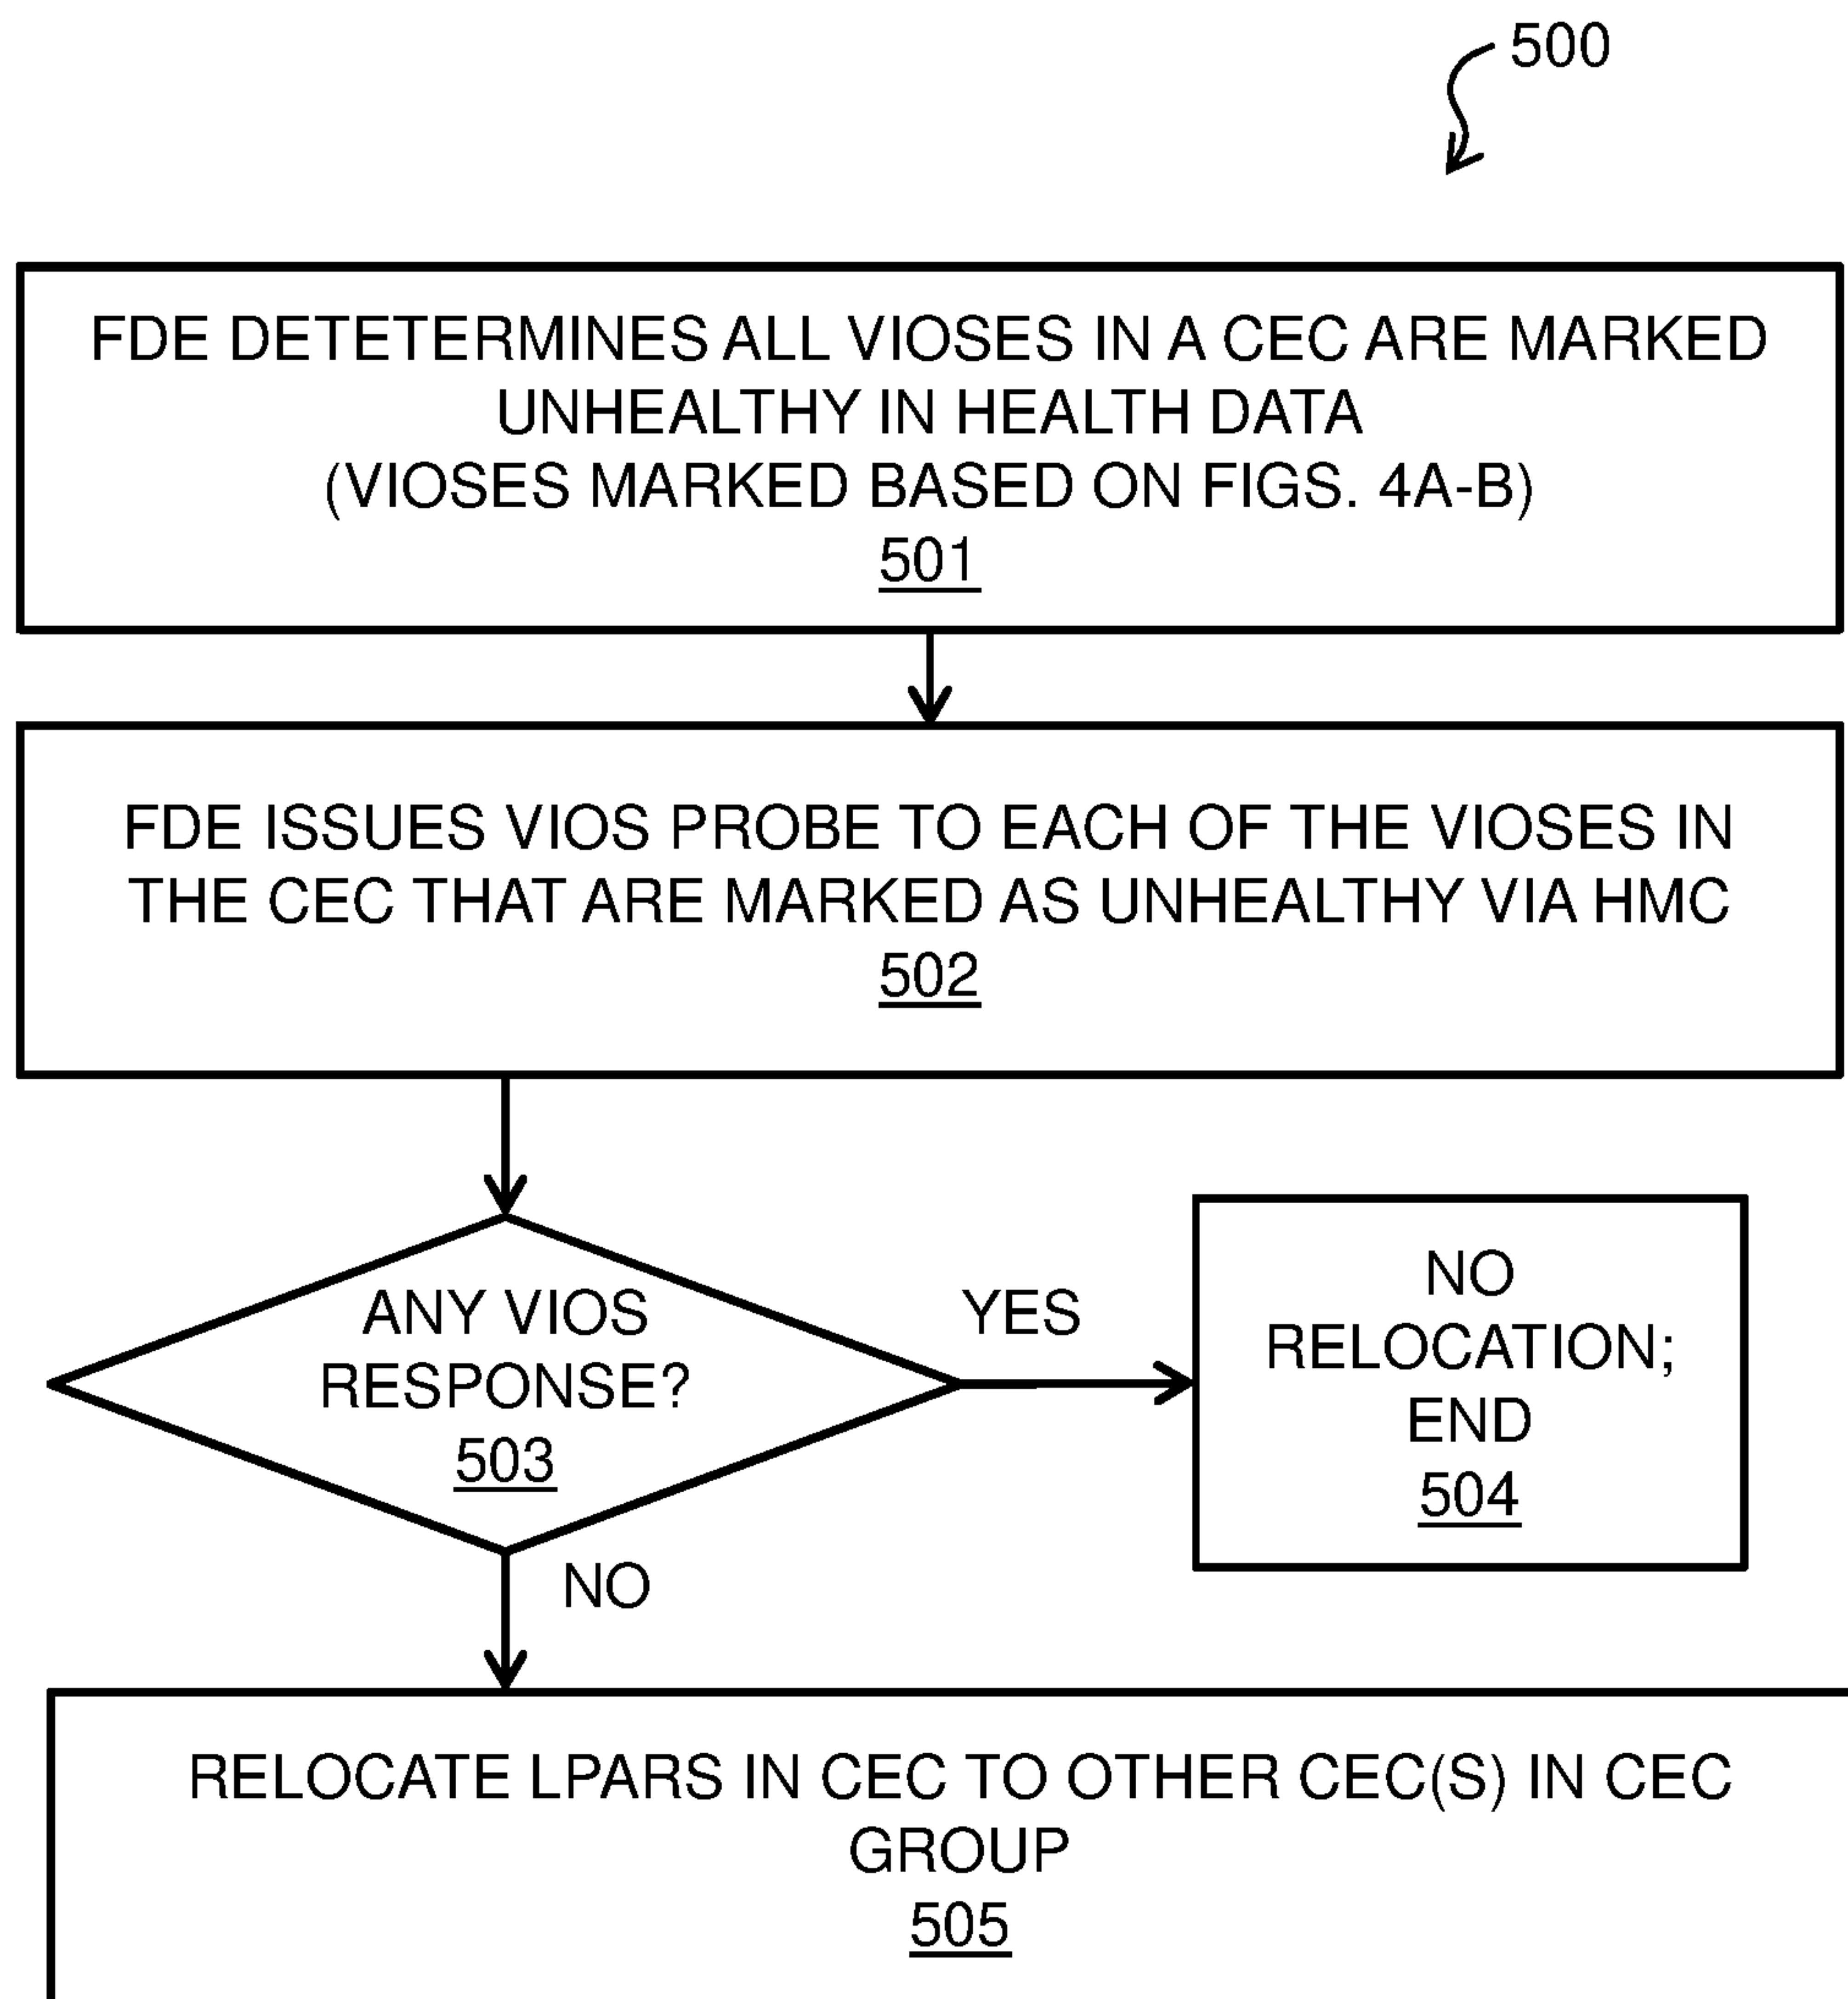 500
FDE DETETERMINES ALL VIOSES IN A CEC ARE MARKED
UNHEALTHY IN HEALTH DATA
(VIOSES MARKED BASED ON FIGS. 4A-B)
501
FDE ISSUES VIOS PROBE TO EACH OF THE VIOSES IN
THE CEC THAT ARE MARKED AS UNHEALTHY VIA HMC
502
ANY VIOS
RESPONSE?
503
YES
NO
RELOCATION;
END
504
NO
RELOCATE LPARS IN CEC TO OTHER CEC(S) IN CEC
GROUP
505